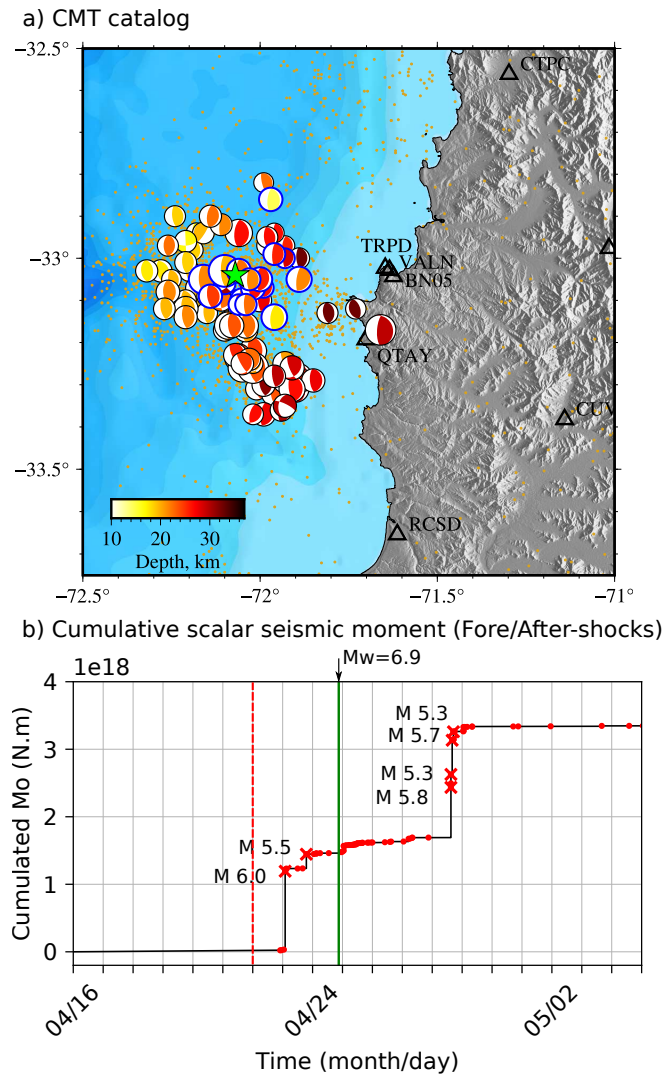 a) CMT catalog
−32.5°
CTPC
−33°
TRPD
VALN
BN05
QTAY
CUV
−33.5°
RCSD
10 20 30
Depth, km
−72.5 −72 −71.5 −71
b) Cumulative scalar seismic moment (Fore/After-shocks)
1e18
Mw=6.9
4
M 5.3
M 5.7
3
M 5.3
M 5.8
2
M 5.5
M 6.0
1
0
Cumulated Mo (N.m)
04/16 04/24 05/02
Time (month/day)